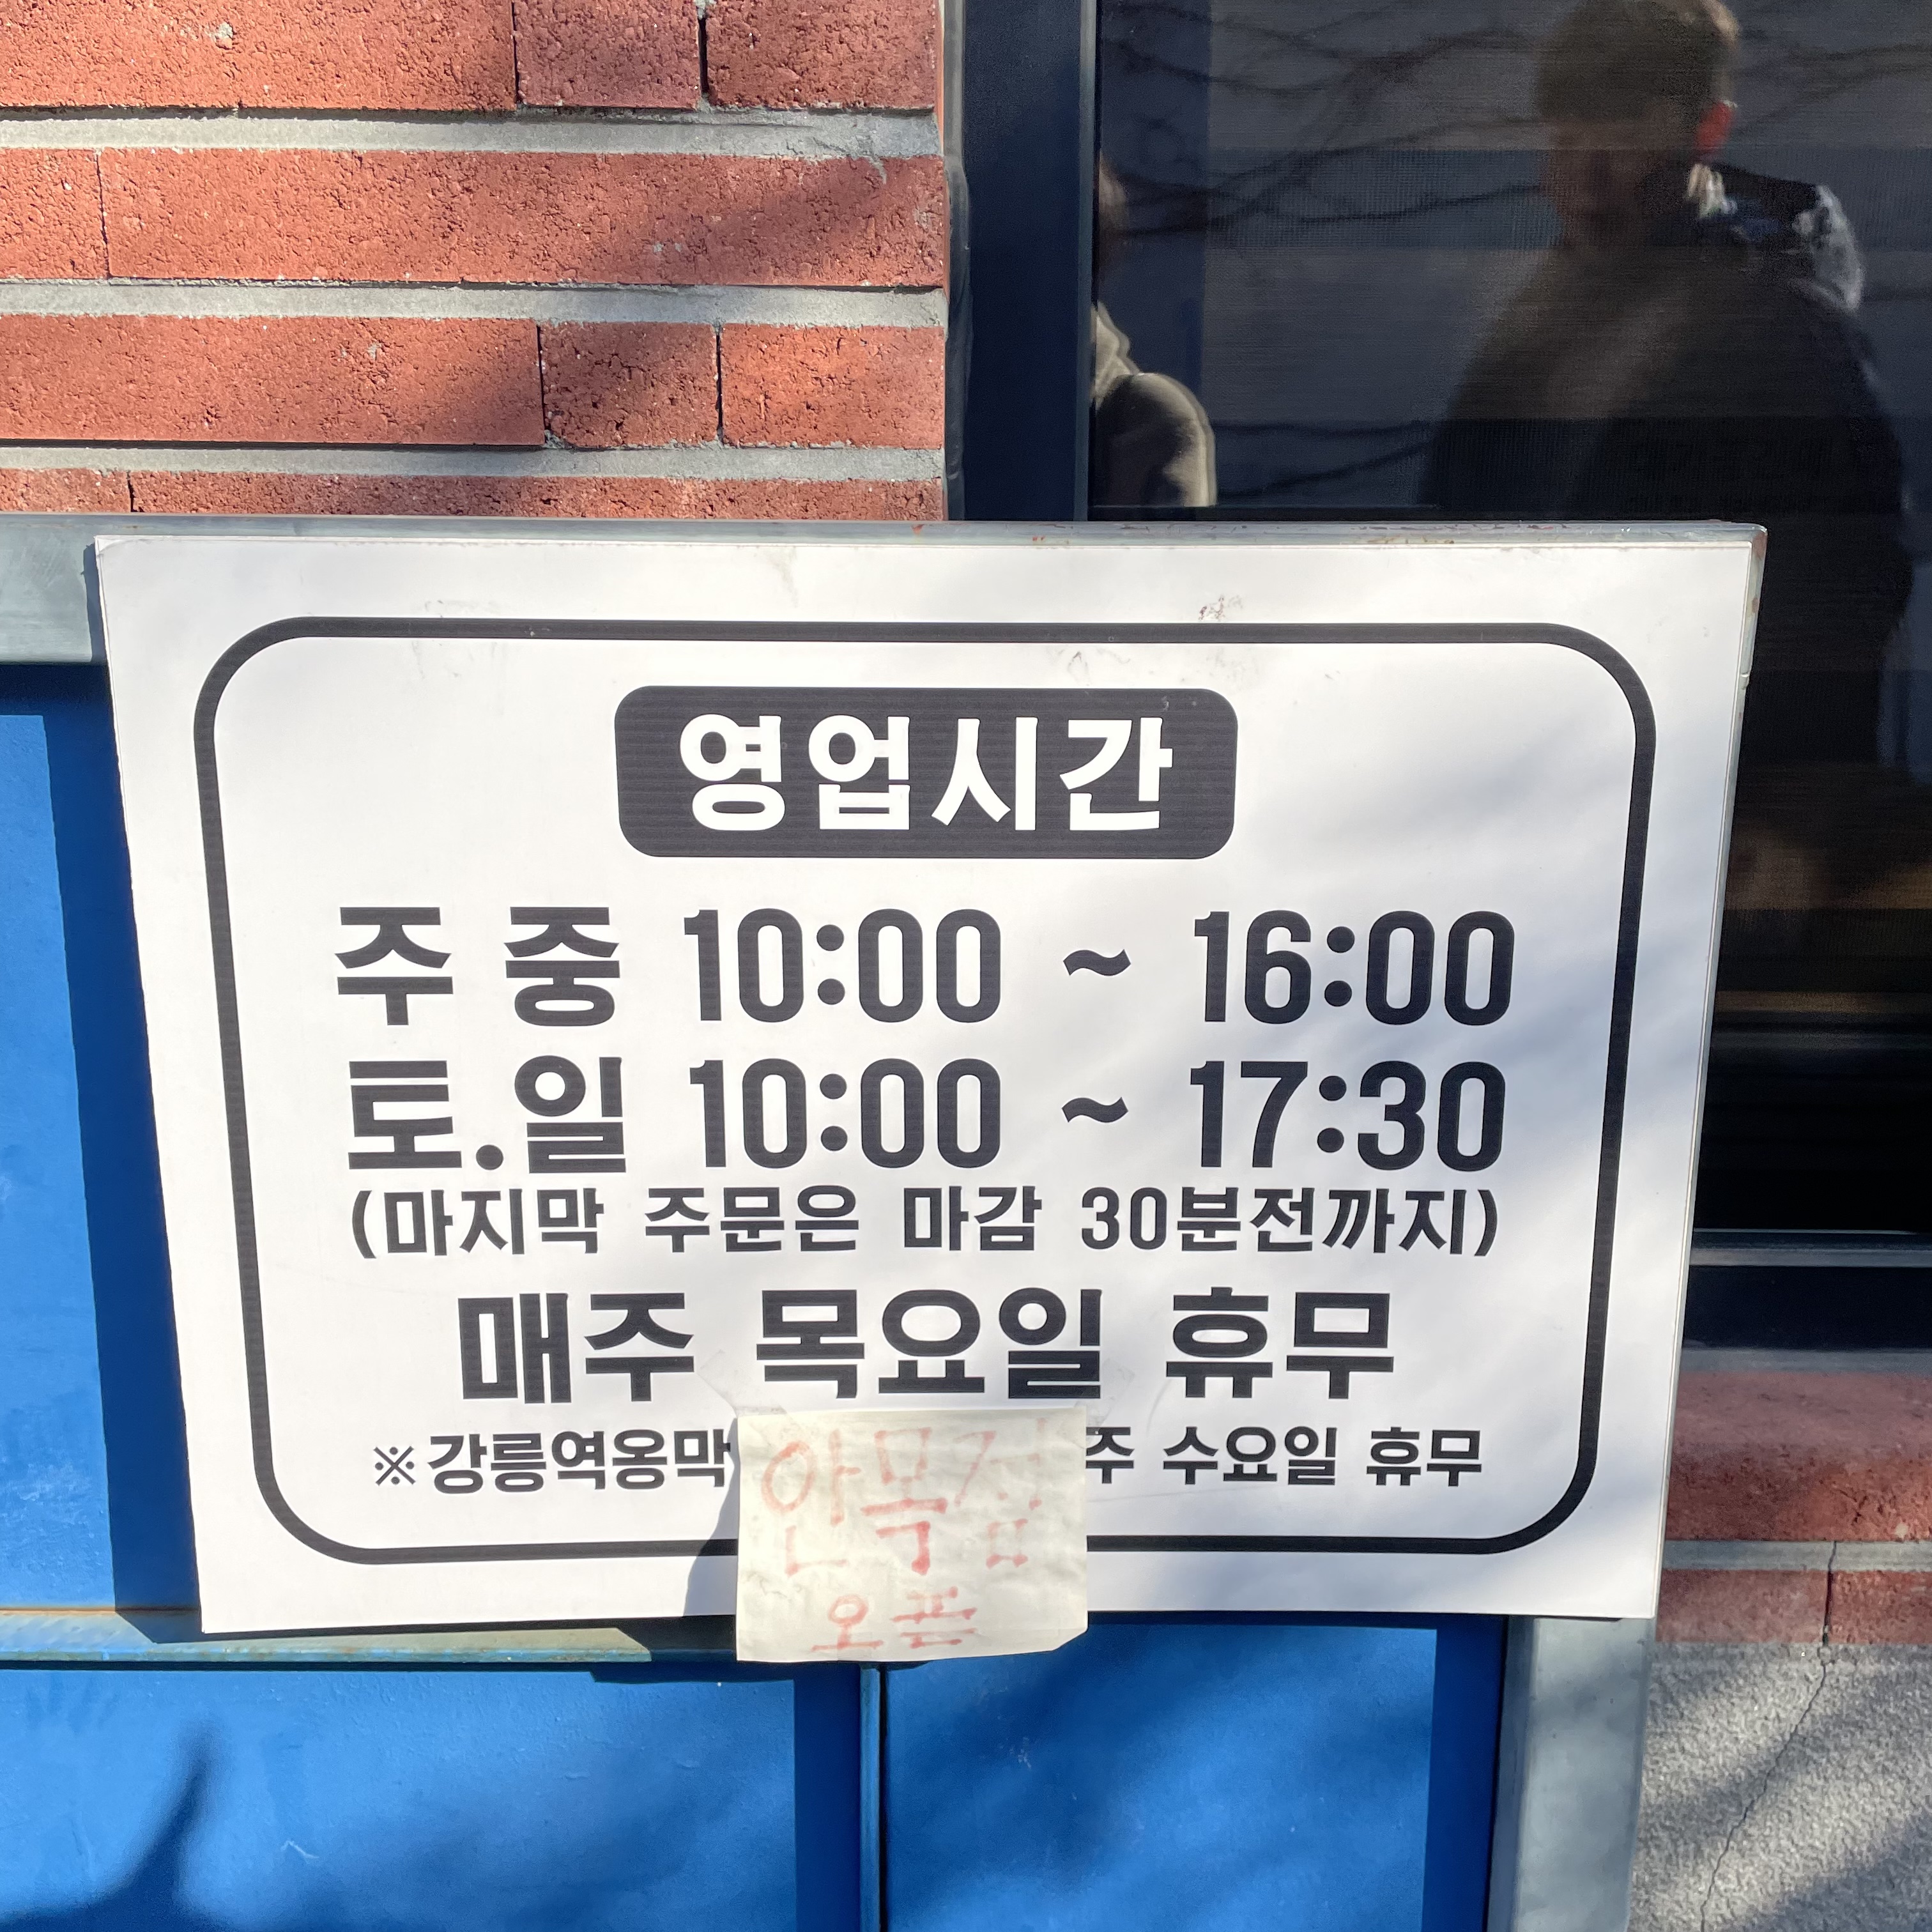 영업시간
주 중 10:00 ~ 16:00
토.일 10:00 ~ 17:30
(마지막 주문은 마감 30분전까지)
매주 목요일 휴무
※강릉역옹막 주 수요일 휴무
안목점
오픈